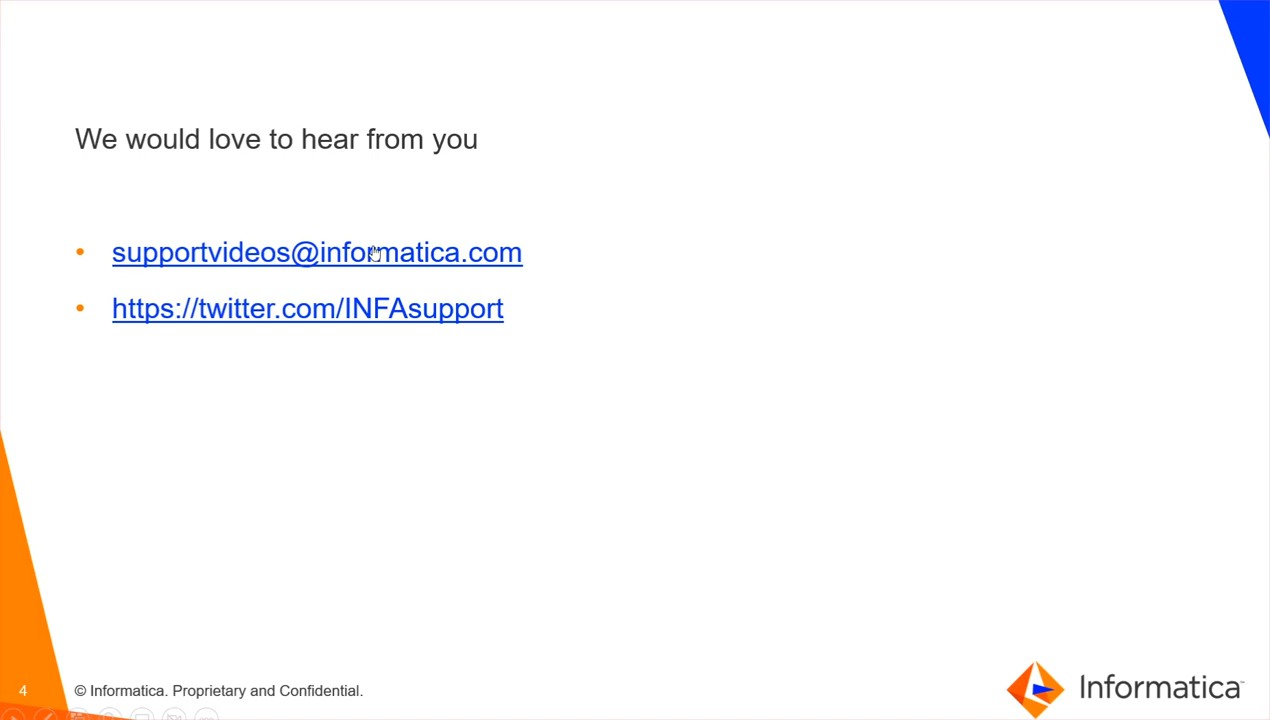 We would love to hear from you
• supportvideos@informatica.com
• https://twitter.com/INFAsupport
4 © Informatica. Proprietary and Confidential.
Informatica™